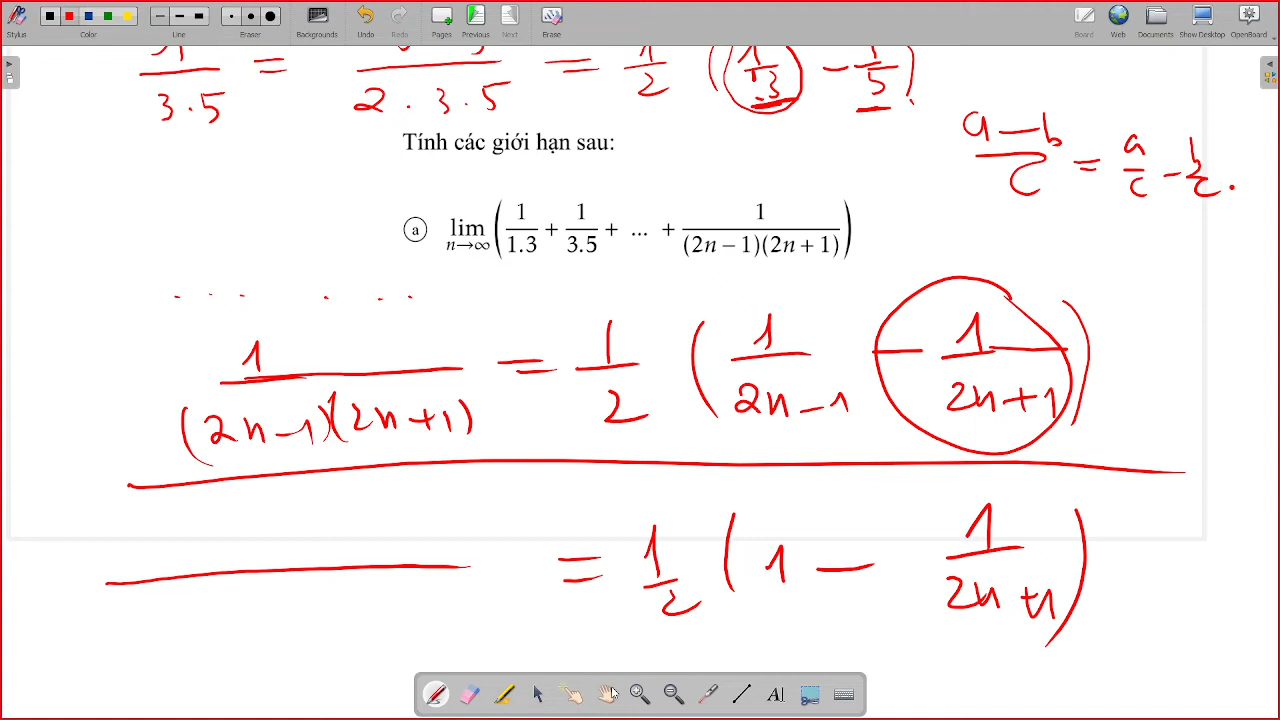 Stylus Color Line Eraser Backgrounds Undo Redo Pages Previous Next Erase Board Web Documents Show Desktop OpenBoard
1/3.5 = /2.3.5 = 1/2 (1/3 - 1/5)
(a - b)/c = a/c - b/c.
Tính các giới hạn sau:
a lim n→∞ (1/1.3 + 1/3.5 + ... + 1/(2n − 1)(2n + 1))
1/(2n-1)(2n+1) = 1/2 (1/2n-1 - 1/2n+1)
= 1/2 (1 - 1/2n+1)